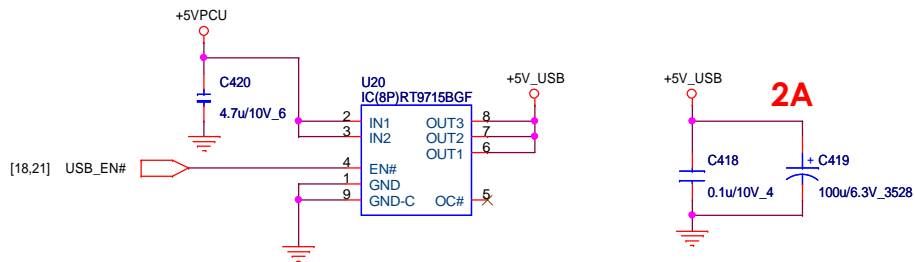 +5VPCU
C420
4.7u/10V_6
U20
IC(8P)RT9715BGF
2 IN1 OUT3 8
3 IN2 OUT2 7
OUT1 6
[18,21] USB_EN# 4 EN#
1 GND
9 GND-C OC# 5
+5V_USB
+5V_USB
2A
C418
0.1u/10V_4
+ C419
100u/6.3V_3528